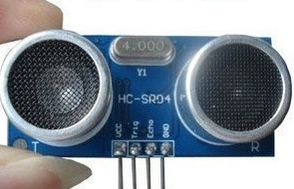 4.000
Y1
HC-SR04
VCC
Trig
Echo
GND
T
R